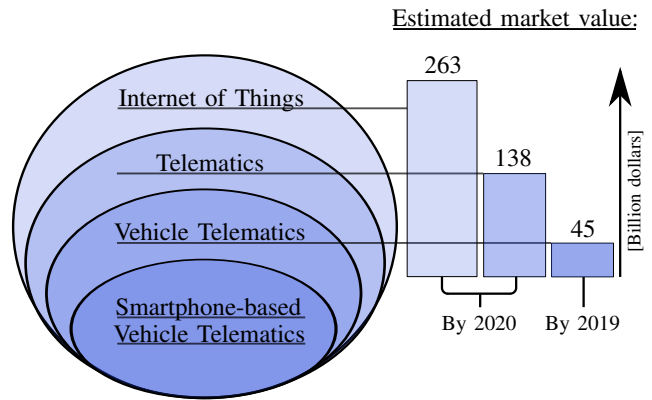 Estimated market value:
263
Internet of Things
Telematics
138
Vehicle Telematics
45
[Billion dollars]
Smartphone-based
Vehicle Telematics
By 2020
By 2019